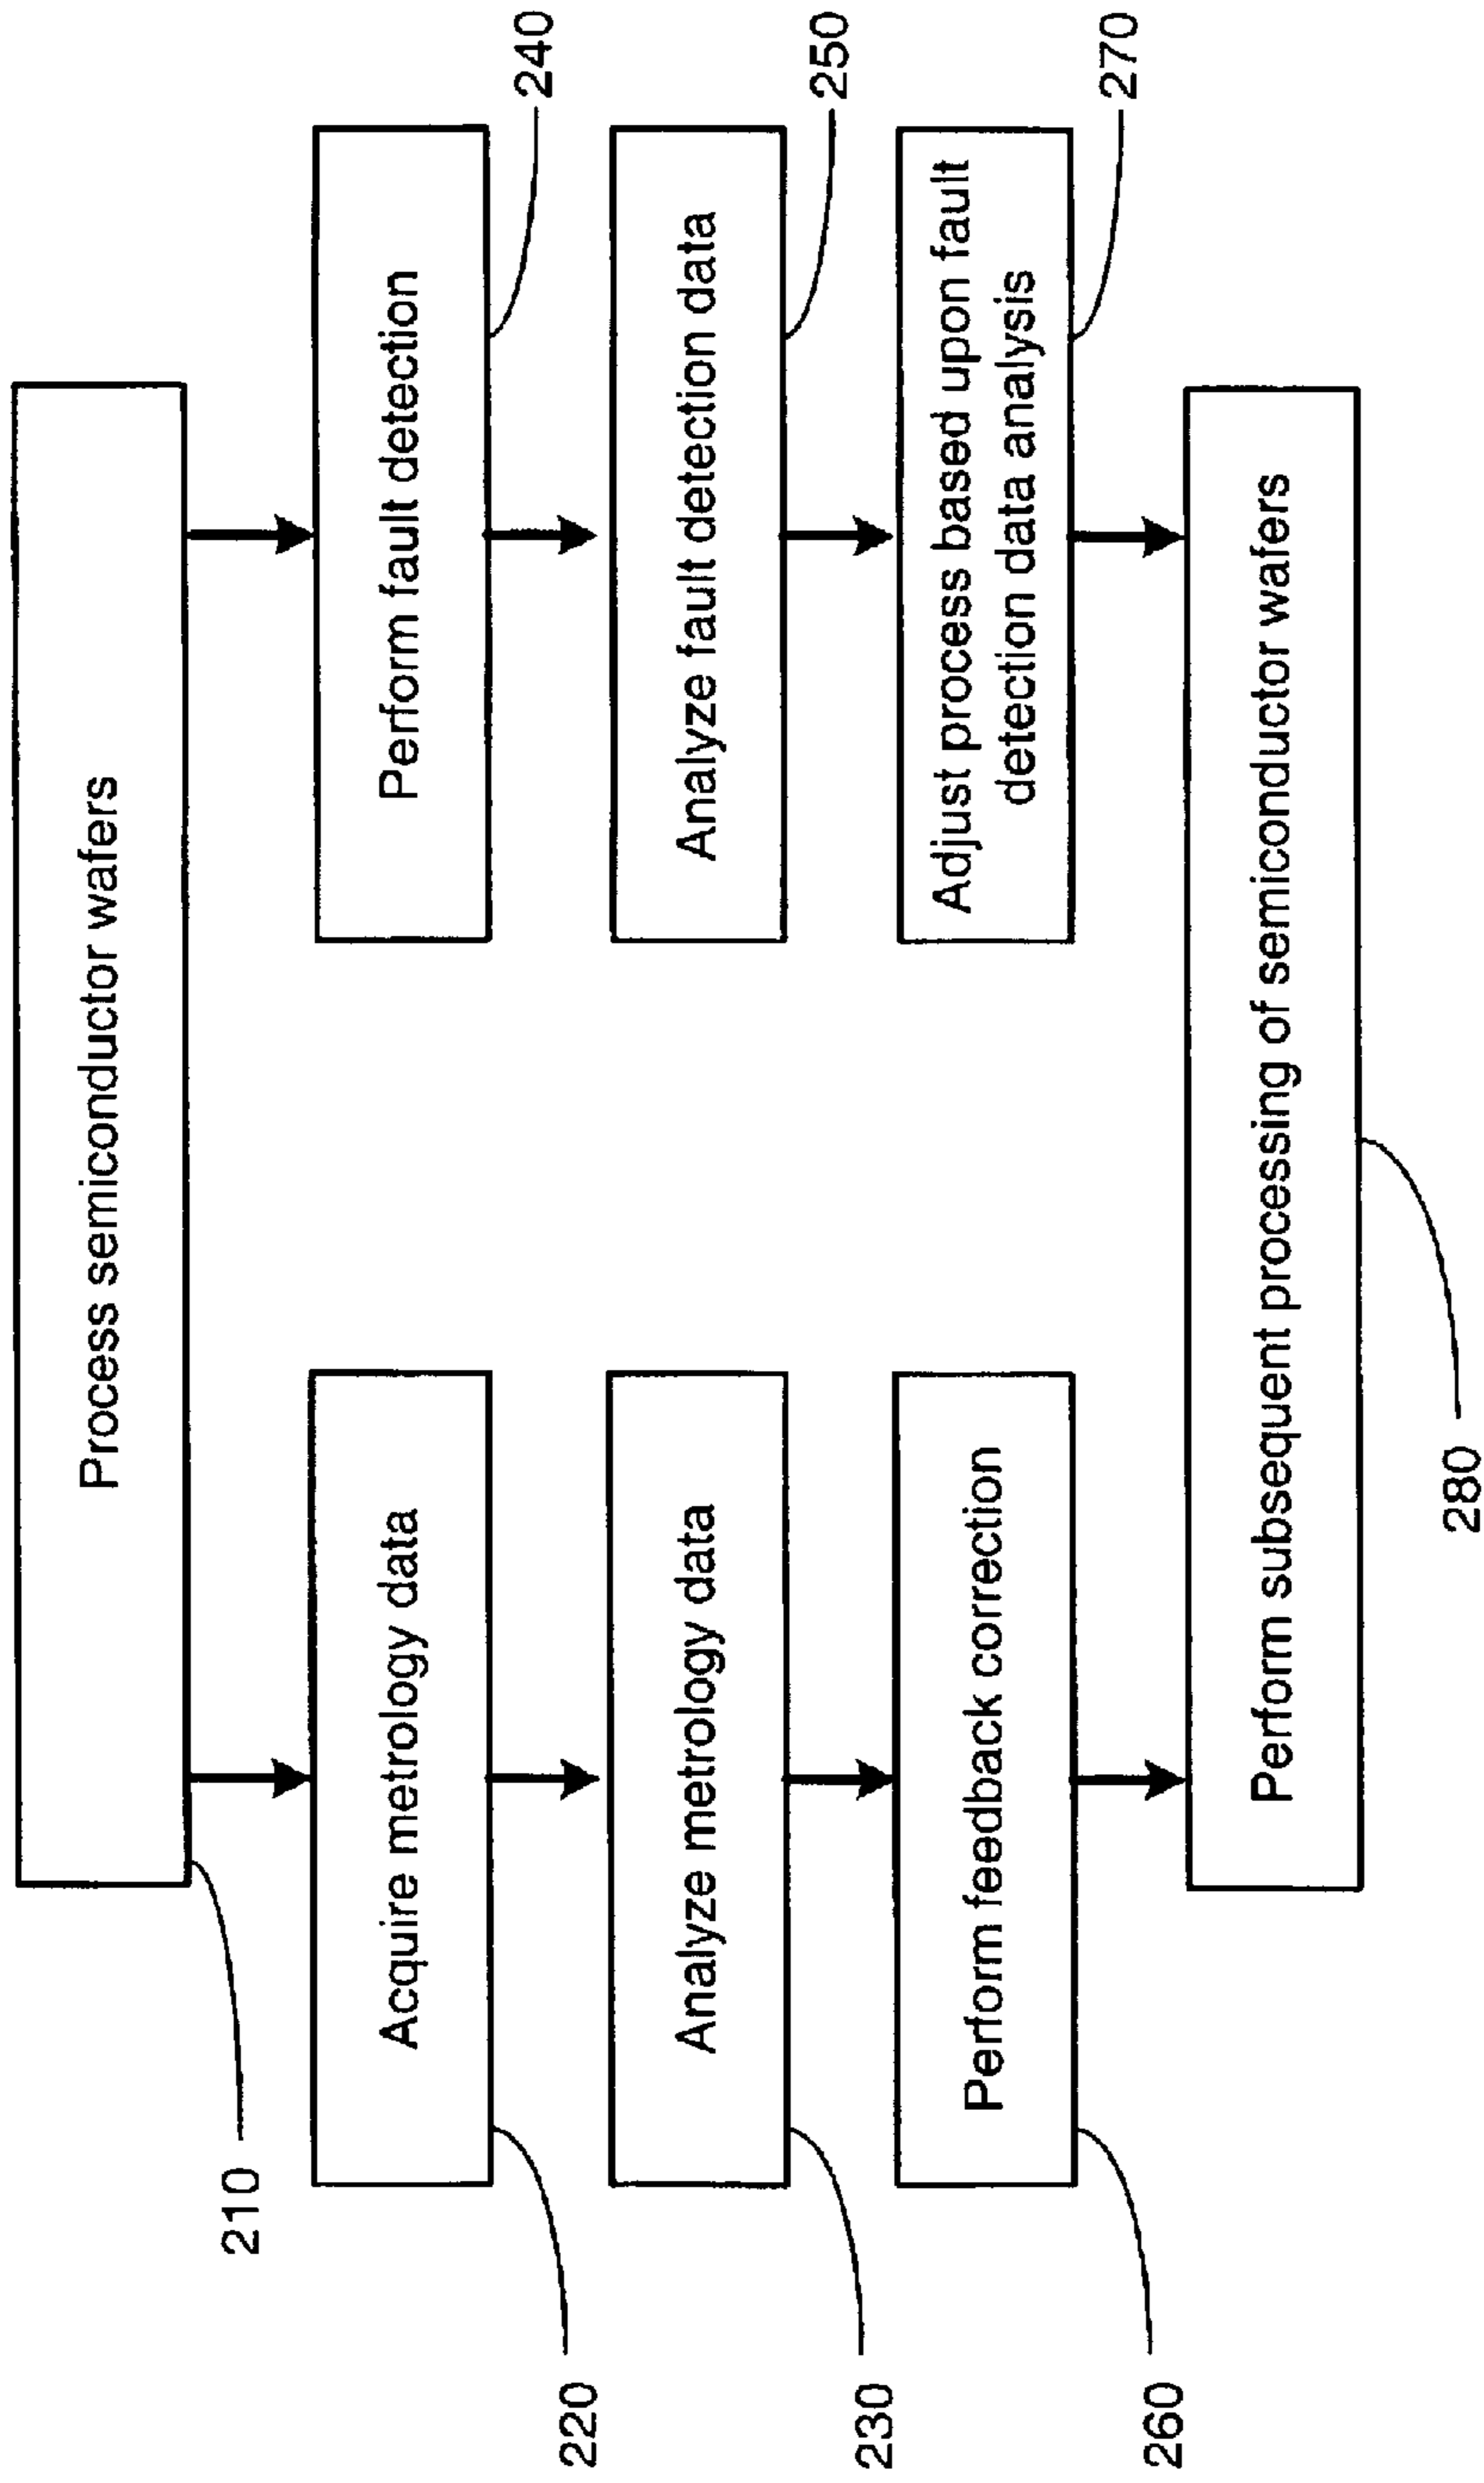 Process semiconductor wafers
210
Acquire metrology data
220
Analyze metrology data
230
Perform feedback correction
260
Perform fault detection
240
Analyze fault detection data
250
Adjust process based upon fault
detection data analysis
270
Perform subsequent processing of semiconductor wafers
280